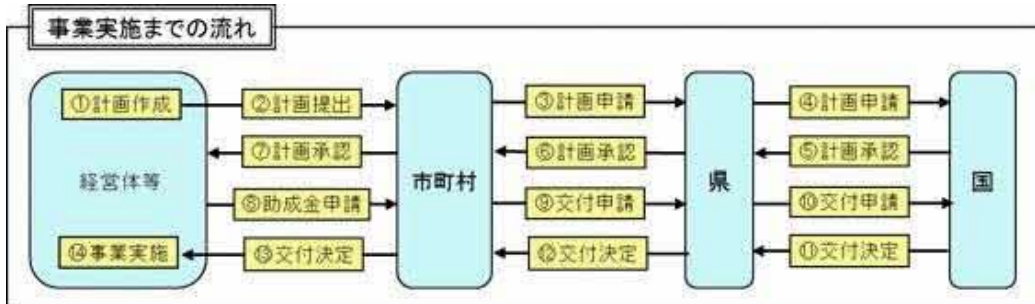 事業実施までの流れ
①計画作成 ②計画提出 ③計画申請 ④計画申請
⑦計画承認 ⑥計画承認 ⑤計画承認
経営体等 市町村 県 国
⑧助成金申請 ⑨交付申請 ⑩交付申請
⑭事業実施 ⑬交付決定 ⑫交付決定 ⑪交付決定